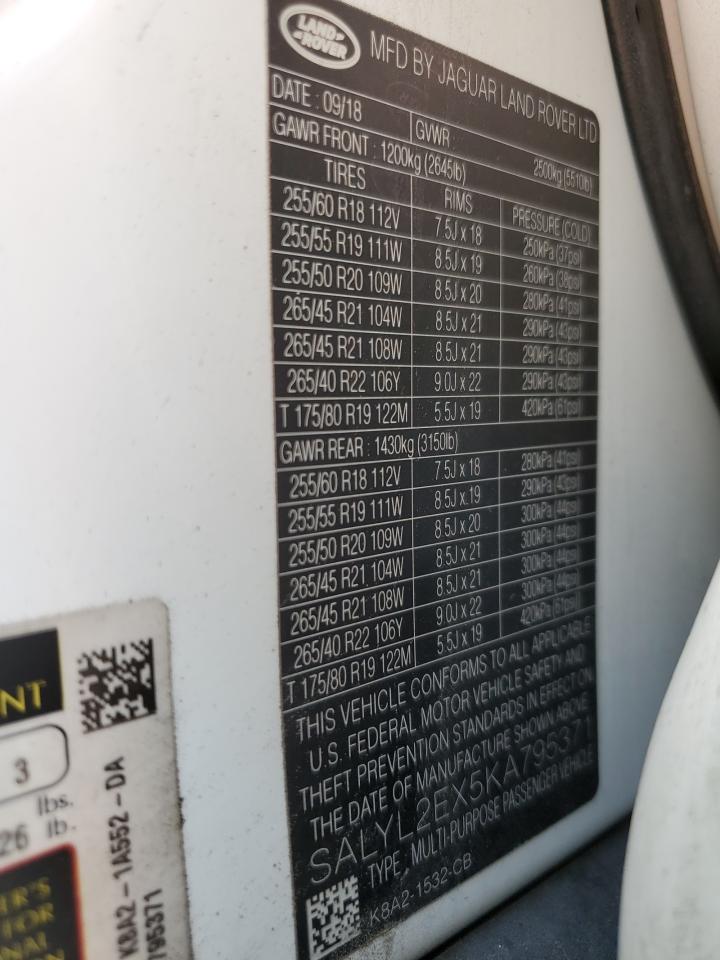 LAND ROVER
MFD BY JAGUAR LAND ROVER LTD
DATE : 09/18
GVWR : 2500kg (5510lb)
GAWR FRONT : 1200kg (2645lb)
TIRES RIMS PRESSURE (COLD)
255/60 R18 112V 7.5J x 18 250kPa (37psi)
255/55 R19 111W 8.5J x 19 260kPa (38psi)
255/50 R20 109W 8.5J x 20 280kPa (41psi)
265/45 R21 104W 8.5J x 21 290kPa (43psi)
265/45 R21 108W 8.5J x 21 290kPa (43psi)
265/40 R22 106Y 9.0J x 22 290kPa (43psi)
T 175/80 R19 122M 5.5J x 19 420kPa (61psi)
GAWR REAR : 1430kg (3150lb)
255/60 R18 112V 7.5J x 18 280kPa (41psi)
255/55 R19 111W 8.5J x 19 290kPa (43psi)
255/50 R20 109W 8.5J x 20 300kPa (44psi)
265/45 R21 104W 8.5J x 21 300kPa (44psi)
265/45 R21 108W 8.5J x 21 300kPa (44psi)
265/40 R22 106Y 9.0J x 22 300kPa (44psi)
T 175/80 R19 122M 5.5J x 19 420kPa (61psi)
THIS VEHICLE CONFORMS TO ALL APPLICABLE
U.S. FEDERAL MOTOR VEHICLE SAFETY AND
THEFT PREVENTION STANDARDS IN EFFECT ON
THE DATE OF MANUFACTURE SHOWN ABOVE.
SALYL2EX5KA795371
TYPE : MULTI-PURPOSE PASSENGER VEHICLE
K8A2-1532-CB
NT
3
lbs.
26 lb.
K8A2-1A552-DA
795371
ER'S
TOR
NAL
ON